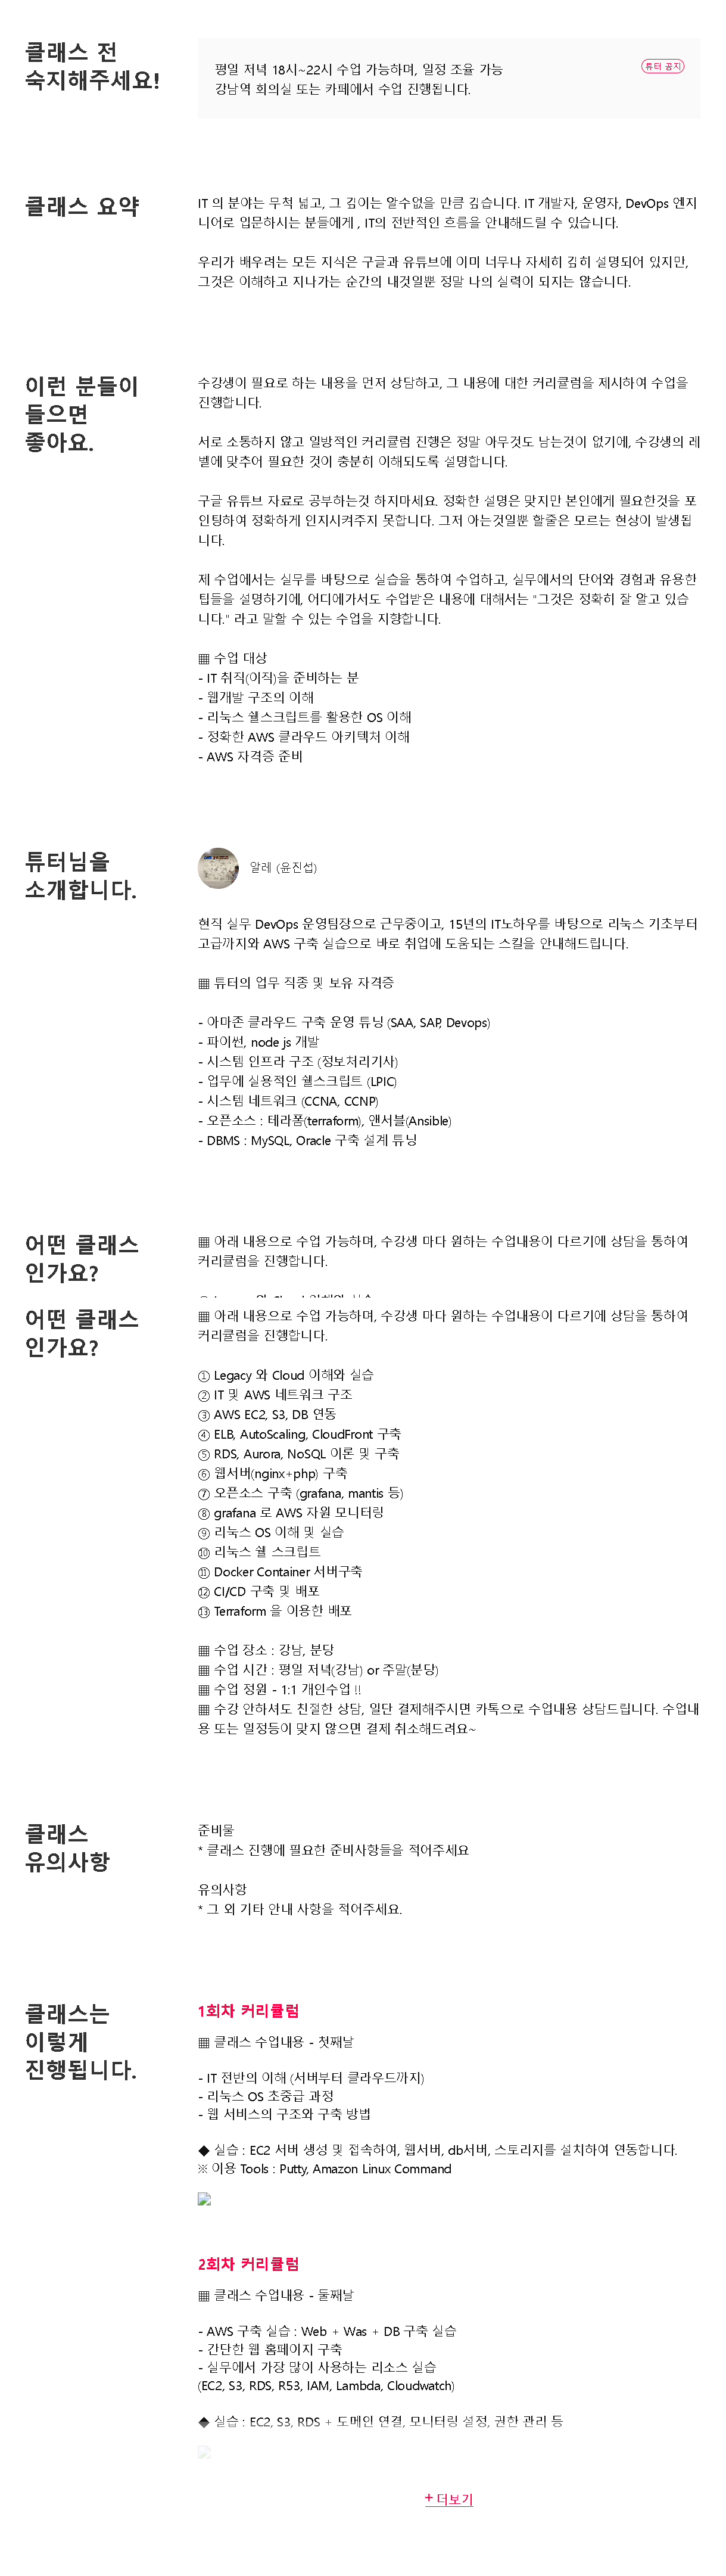 클래스 전
숙지해주세요!
평일 저녁 18시~22시 수업 가능하며, 일정 조율 가능
강남역 회의실 또는 카페에서 수업 진행됩니다.
튜터 공지
클래스 요약
IT 의 분야는 무척 넓고, 그 깊이는 알수없을 만큼 깊습니다. IT 개발자, 운영자, DevOps 엔지
니어로 입문하시는 분들에게 , IT의 전반적인 흐름을 안내해드릴 수 있습니다.
우리가 배우려는 모든 지식은 구글과 유튜브에 이미 너무나 자세히 깊히 설명되어 있지만,
그것은 이해하고 지나가는 순간의 내것일뿐 정말 나의 실력이 되지는 않습니다.
이런 분들이
들으면
좋아요.
수강생이 필요로 하는 내용을 먼저 상담하고, 그 내용에 대한 커리큘럼을 제시하여 수업을
진행합니다.
서로 소통하지 않고 일방적인 커리큘럼 진행은 정말 아무것도 남는것이 없기에, 수강생의 레
벨에 맞추어 필요한 것이 충분히 이해되도록 설명합니다.
구글 유튜브 자료로 공부하는것 하지마세요. 정확한 설명은 맞지만 본인에게 필요한것을 포
인팅하여 정확하게 인지시켜주지 못합니다. 그저 아는것일뿐 할줄은 모르는 현상이 발생됩
니다.
제 수업에서는 실무를 바탕으로 실습을 통하여 수업하고, 실무에서의 단어와 경험과 유용한
팁들을 설명하기에, 어디에가서도 수업받은 내용에 대해서는 "그것은 정확히 잘 알고 있습
니다." 라고 말할 수 있는 수업을 지향합니다.
▦ 수업 대상
- IT 취직(이직)을 준비하는 분
- 웹개발 구조의 이해
- 리눅스 쉘스크립트를 활용한 OS 이해
- 정확한 AWS 클라우드 아키텍처 이해
- AWS 자격증 준비
튜터님을
소개합니다.
알레 (윤진섭)
현직 실무 DevOps 운영팀장으로 근무중이고, 15년의 IT노하우를 바탕으로 리눅스 기초부터
고급까지와 AWS 구축 실습으로 바로 취업에 도움되는 스킬을 안내해드립니다.
▦ 튜터의 업무 직종 및 보유 자격증
- 아마존 클라우드 구축 운영 튜닝 (SAA, SAP, Devops)
- 파이썬, node js 개발
- 시스템 인프라 구조 (정보처리기사)
- 업무에 실용적인 쉘스크립트 (LPIC)
- 시스템 네트워크 (CCNA, CCNP)
- 오픈소스 : 테라폼(terraform), 앤서블(Ansible)
- DBMS : MySQL, Oracle 구축 설계 튜닝
어떤 클래스
인가요?
▦ 아래 내용으로 수업 가능하며, 수강생 마다 원하는 수업내용이 다르기에 상담을 통하여
커리큘럼을 진행합니다.
어떤 클래스
인가요?
▦ 아래 내용으로 수업 가능하며, 수강생 마다 원하는 수업내용이 다르기에 상담을 통하여
커리큘럼을 진행합니다.
① Legacy 와 Cloud 이해와 실습
② IT 및 AWS 네트워크 구조
③ AWS EC2, S3, DB 연동
④ ELB, AutoScaling, CloudFront 구축
⑤ RDS, Aurora, NoSQL 이론 및 구축
⑥ 웹서버(nginx+php) 구축
⑦ 오픈소스 구축 (grafana, mantis 등)
⑧ grafana 로 AWS 자원 모니터링
⑨ 리눅스 OS 이해 및 실습
⑩ 리눅스 쉘 스크립트
⑪ Docker Container 서버구축
⑫ CI/CD 구축 및 배포
⑬ Terraform 을 이용한 배포
▦ 수업 장소 : 강남, 분당
▦ 수업 시간 : 평일 저녁(강남) or 주말(분당)
▦ 수업 정원 - 1:1 개인수업 !!
▦ 수강 안하셔도 친절한 상담, 일단 결제해주시면 카톡으로 수업내용 상담드립니다. 수업내
용 또는 일정등이 맞지 않으면 결제 취소해드려요~
클래스
유의사항
준비물
* 클래스 진행에 필요한 준비사항들을 적어주세요
유의사항
* 그 외 기타 안내 사항을 적어주세요.
클래스는
이렇게
진행됩니다.
1회차 커리큘럼
▦ 클래스 수업내용 - 첫째날
- IT 전반의 이해 (서버부터 클라우드까지)
- 리눅스 OS 초중급 과정
- 웹 서비스의 구조와 구축 방법
◆ 실습 : EC2 서버 생성 및 접속하여, 웹서버, db서버, 스토리지를 설치하여 연동합니다.
※ 이용 Tools : Putty, Amazon Linux Command
2회차 커리큘럼
▦ 클래스 수업내용 - 둘째날
- AWS 구축 실습 : Web + Was + DB 구축 실습
- 간단한 웹 홈페이지 구축
- 실무에서 가장 많이 사용하는 리소스 실습
(EC2, S3, RDS, R53, IAM, Lambda, Cloudwatch)
◆ 실습 : EC2, S3, RDS + 도메인 연결, 모니터링 설정, 권한 관리 등
+ 더보기